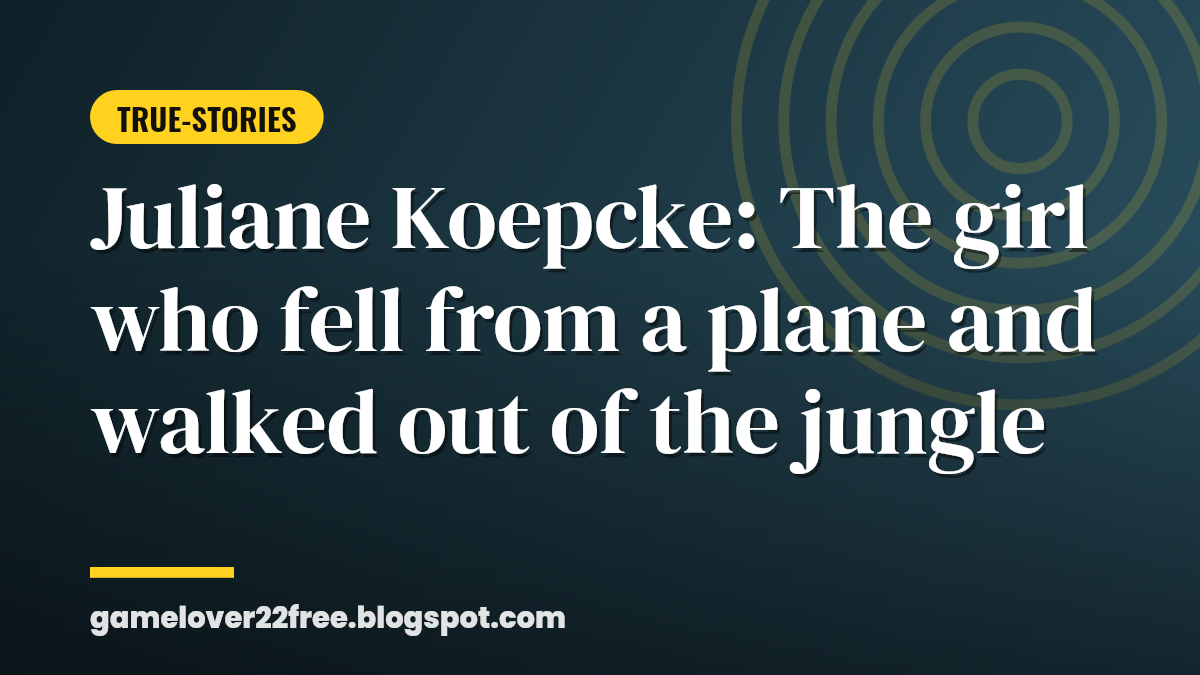 TRUE-STORIES
Juliane Koepcke: The girl
who fell from a plane and
walked out of the jungle
gamelover22free.blogspot.com